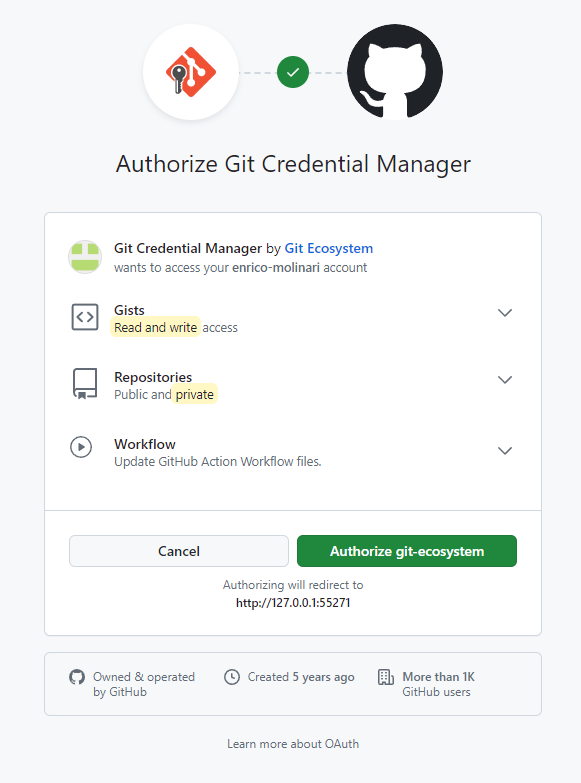 Authorize Git Credential Manager
Git Credential Manager by Git Ecosystem
wants to access your enrico-molinari account
Gists
Read and write access
Repositories
Public and private
Workflow
Update GitHub Action Workflow files.
Cancel
Authorize git-ecosystem
Authorizing will redirect to
http://127.0.0.1:55271
Owned & operated
by GitHub
Created 5 years ago
More than 1K
GitHub users
Learn more about OAuth